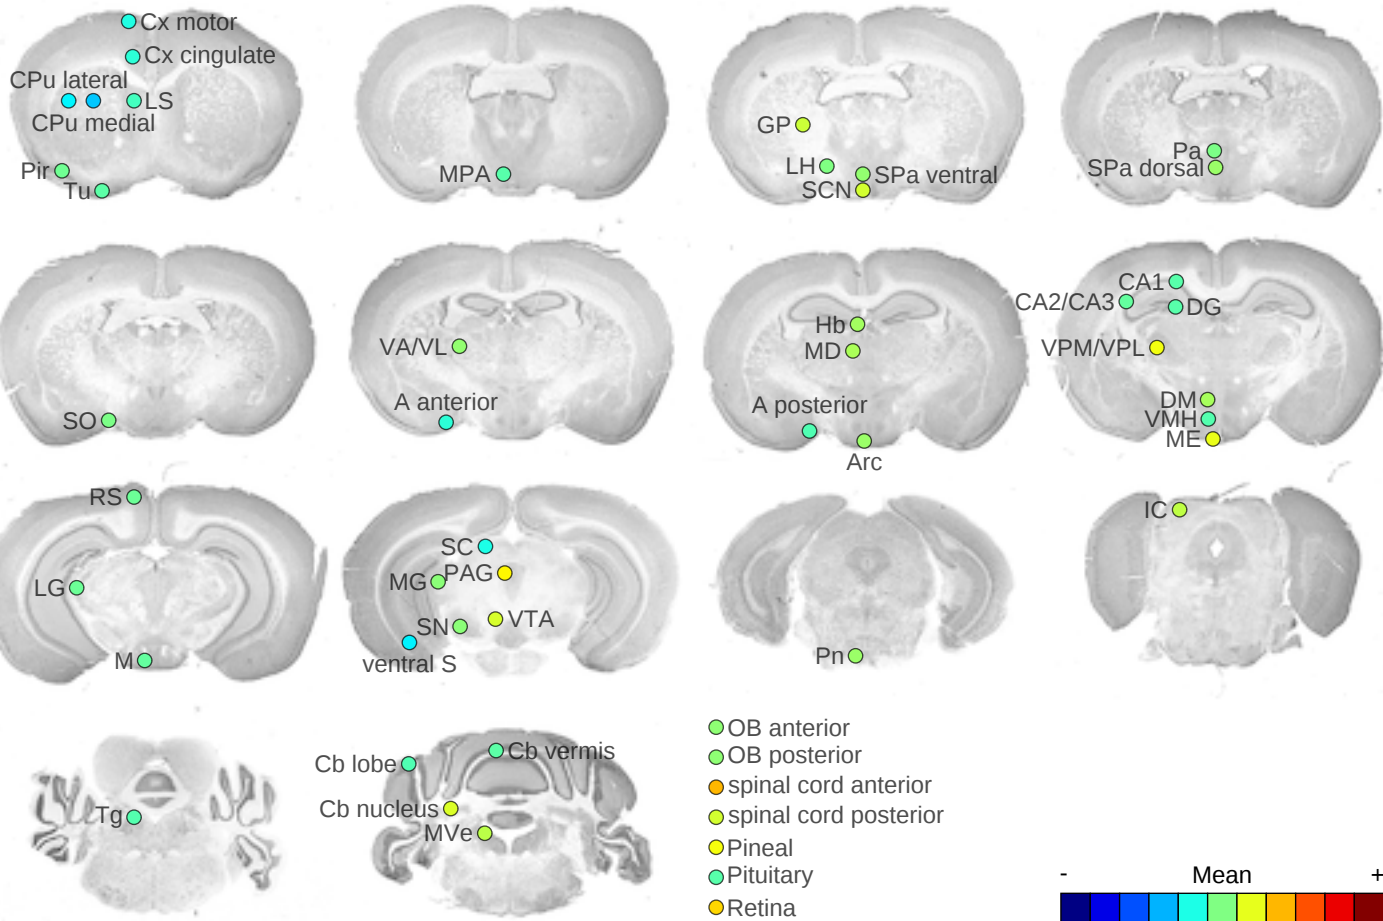 Cx motor
Cx cingulate
CPu lateral
LS
CPu medial
Pir
Tu
MPA
GP
LH
SPa ventral
SCN
Pa
SPa dorsal
SO
VA/VL
A anterior
Hb
MD
A posterior
Arc
CA1
CA2/CA3
DG
VPM/VPL
DM
VMH
ME
RS
LG
M
SC
MG
PAG
SN
VTA
ventral S
Pn
IC
Tg
Cb lobe
Cb vermis
Cb nucleus
MVe
OB anterior
OB posterior
spinal cord anterior
spinal cord posterior
Pineal
Pituitary
Retina
- Mean +